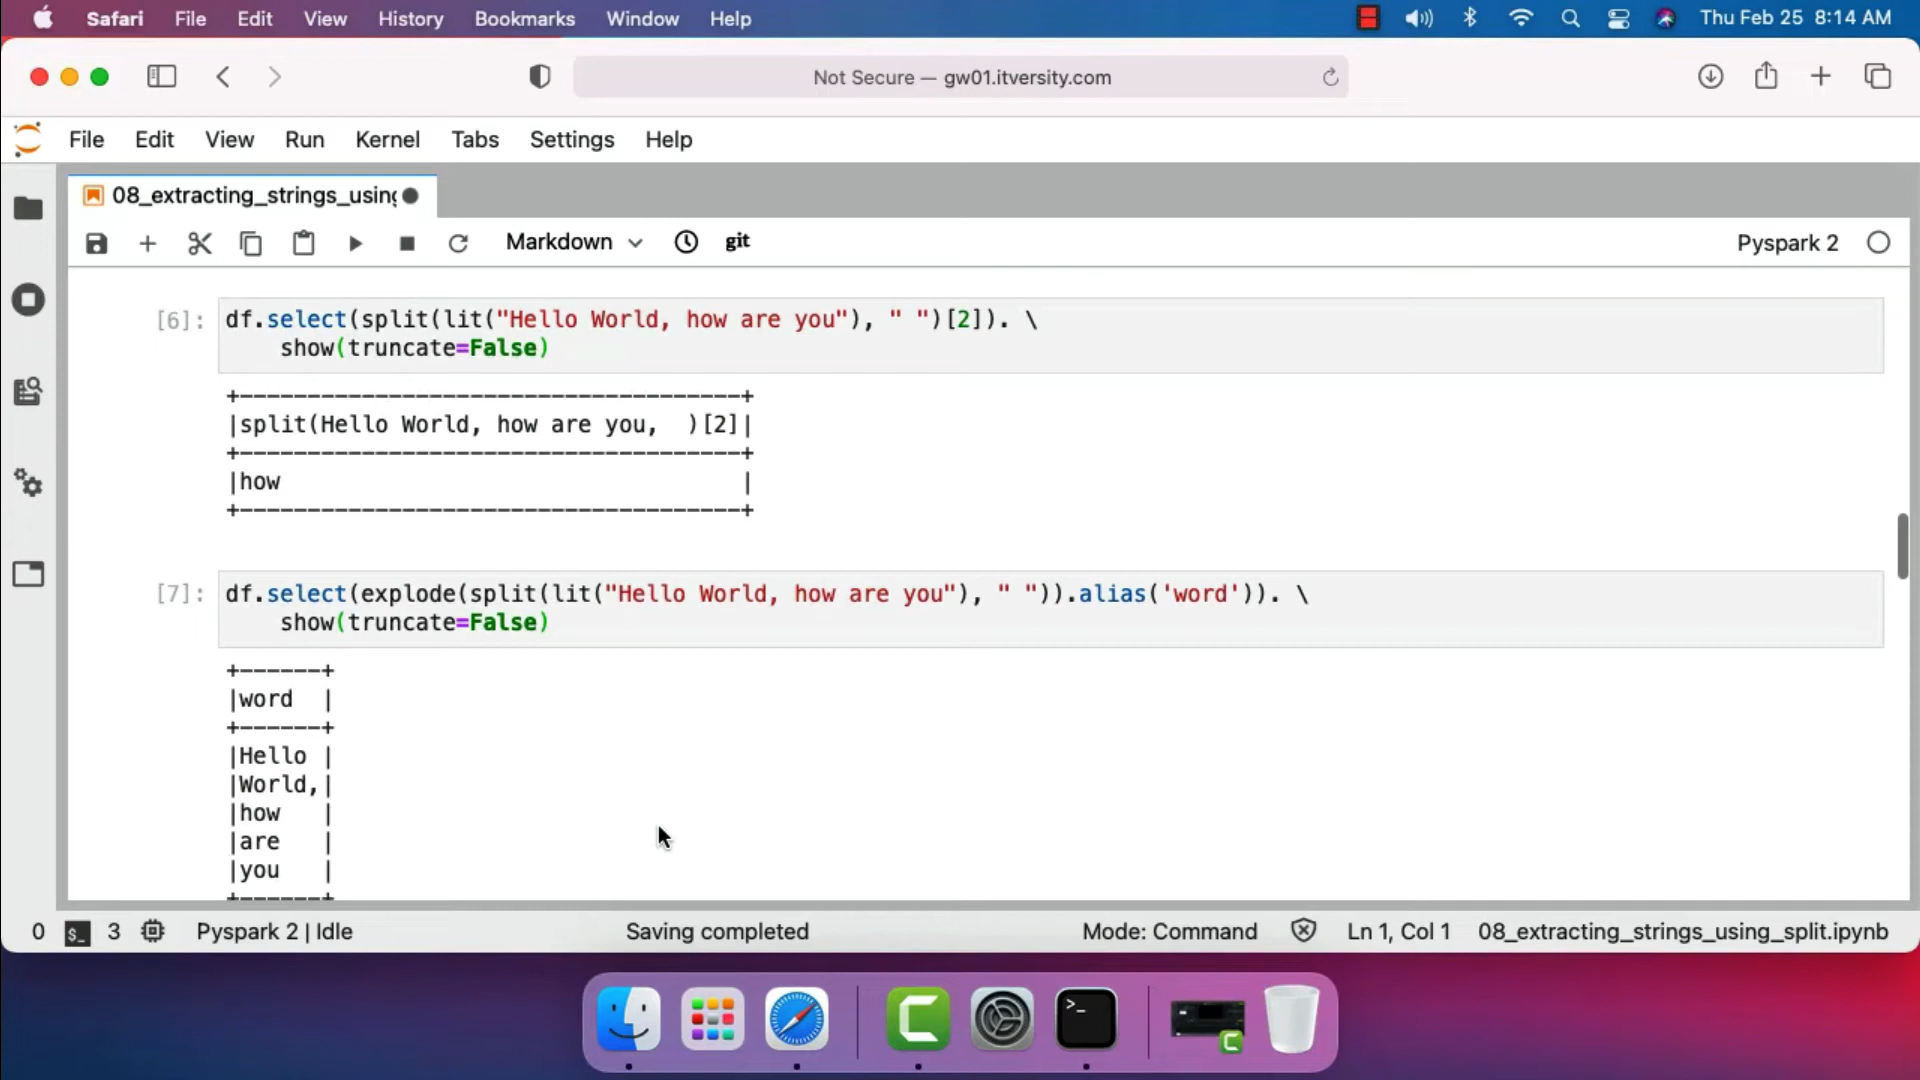 Safari File Edit View History Bookmarks Window Help Thu Feb 25 8:14 AM
Not Secure — gw01.itversity.com
File Edit View Run Kernel Tabs Settings Help
08_extracting_strings_using
Markdown git Pyspark 2
[6]: df.select(split(lit("Hello World, how are you"), " ")[2]). \
show(truncate=False)
+-------------------------------------+
|split(Hello World, how are you,  )[2]|
+-------------------------------------+
|how                                  |
+-------------------------------------+
[7]: df.select(explode(split(lit("Hello World, how are you"), " ")).alias('word')). \
show(truncate=False)
+------+
|word  |
+------+
|Hello |
|World,|
|how   |
|are   |
|you   |
+------+
0 $_ 3 Pyspark 2 | Idle Saving completed Mode: Command Ln 1, Col 1 08_extracting_strings_using_split.ipynb
>_